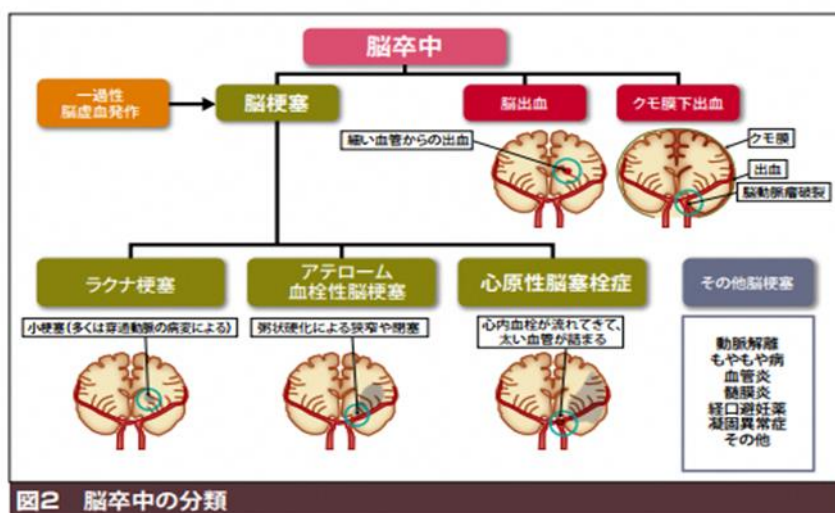 脳卒中
一過性
脳虚血発作
脳梗塞
脳出血
クモ膜下出血
細い血管からの出血
クモ膜
出血
脳動脈瘤破裂
ラクナ梗塞
アテローム
血栓性脳梗塞
心原性脳塞栓症
その他脳梗塞
小梗塞(多くは穿通動脈の病変による)
粥状硬化による狭窄や閉塞
心内血栓が流れてきて、
太い血管が詰まる
動脈解離
もやもや病
血管炎
髄膜炎
経口避妊薬
凝固異常症
その他
図2 脳卒中の分類